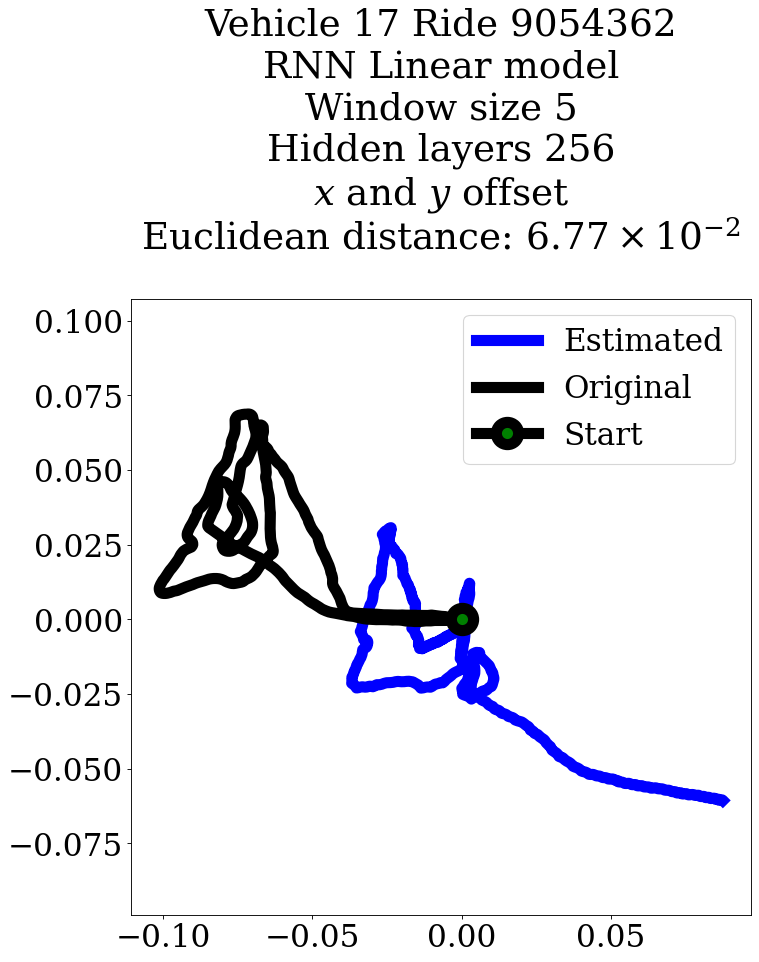 Vehicle 17 Ride 9054362
RNN Linear model
Window size 5
Hidden layers 256
x and y offset
Euclidean distance: 6.77 × 10⁻²
Estimated
Original
Start
0.100
0.075
0.050
0.025
0.000
−0.025
−0.050
−0.075
−0.10 −0.05 0.00 0.05